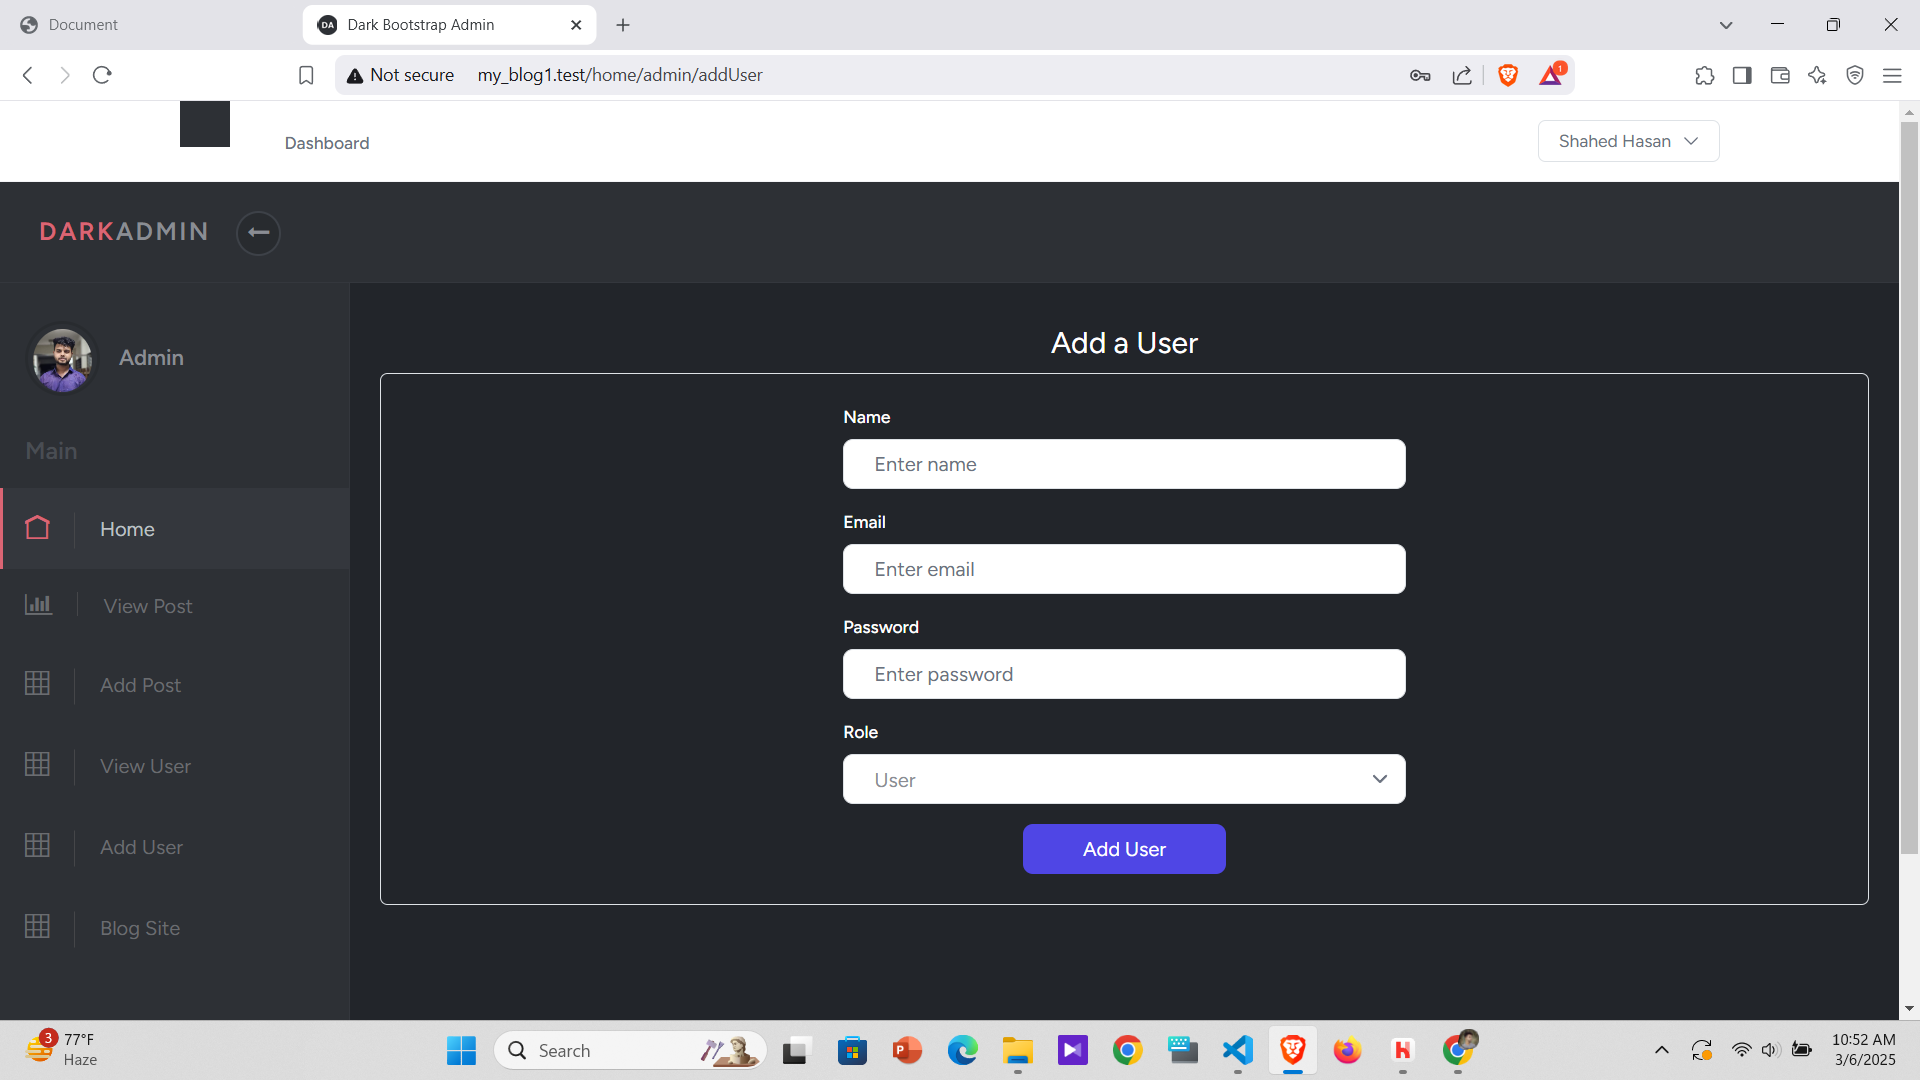 Document
DA Dark Bootstrap Admin
Not secure my_blog1.test/home/admin/addUser
1
Dashboard
Shahed Hasan
DARKADMIN
Admin
Main
Home
View Post
Add Post
View User
Add User
Blog Site
Add a User
Name
Enter name
Email
Enter email
Password
Enter password
Role
User
Add User
3
77°F
Haze
Search
P
H
10:52 AM
3/6/2025